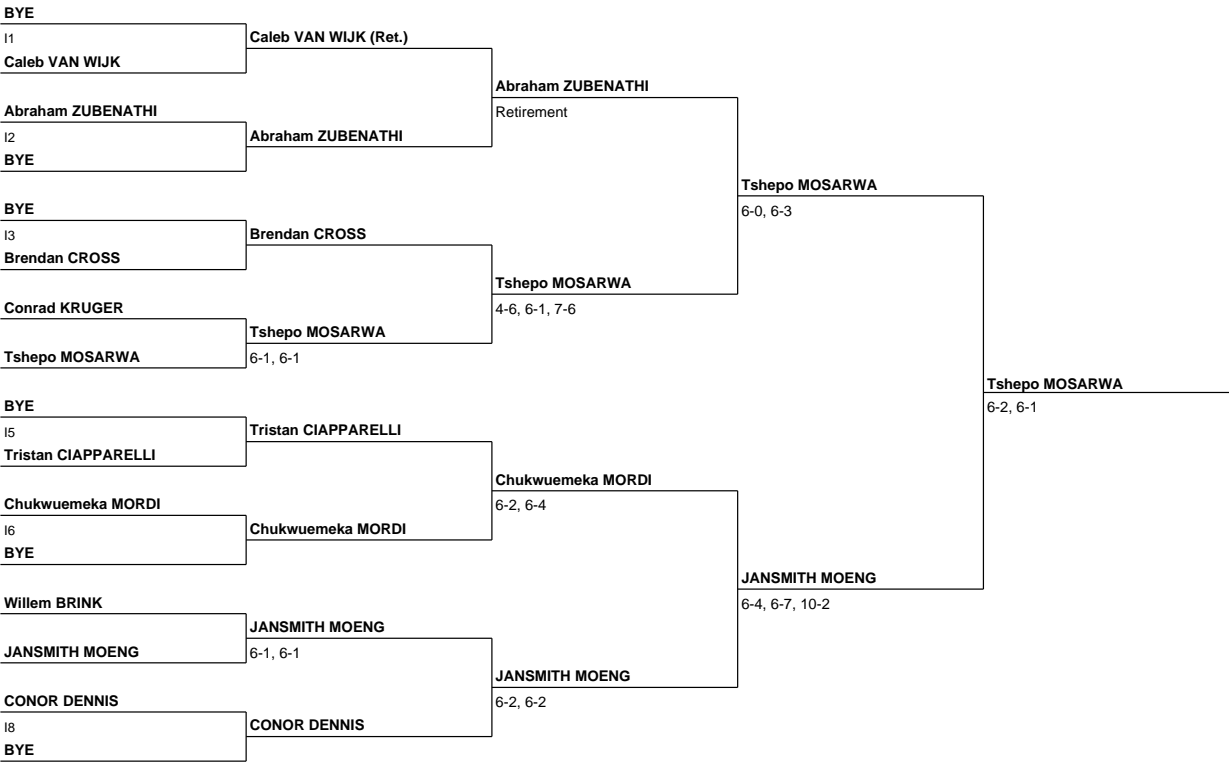 BYE
I1
Caleb VAN WIJK
Caleb VAN WIJK (Ret.)
Abraham ZUBENATHI
I2
BYE
Abraham ZUBENATHI
Abraham ZUBENATHI
Retirement
BYE
I3
Brendan CROSS
Brendan CROSS
Conrad KRUGER
Tshepo MOSARWA
Tshepo MOSARWA
6-1, 6-1
Tshepo MOSARWA
4-6, 6-1, 7-6
Tshepo MOSARWA
6-0, 6-3
BYE
I5
Tristan CIAPPARELLI
Tristan CIAPPARELLI
Chukwuemeka MORDI
I6
BYE
Chukwuemeka MORDI
Chukwuemeka MORDI
6-2, 6-4
Willem BRINK
JANSMITH MOENG
JANSMITH MOENG
6-1, 6-1
CONOR DENNIS
I8
BYE
CONOR DENNIS
JANSMITH MOENG
6-2, 6-2
JANSMITH MOENG
6-4, 6-7, 10-2
Tshepo MOSARWA
6-2, 6-1